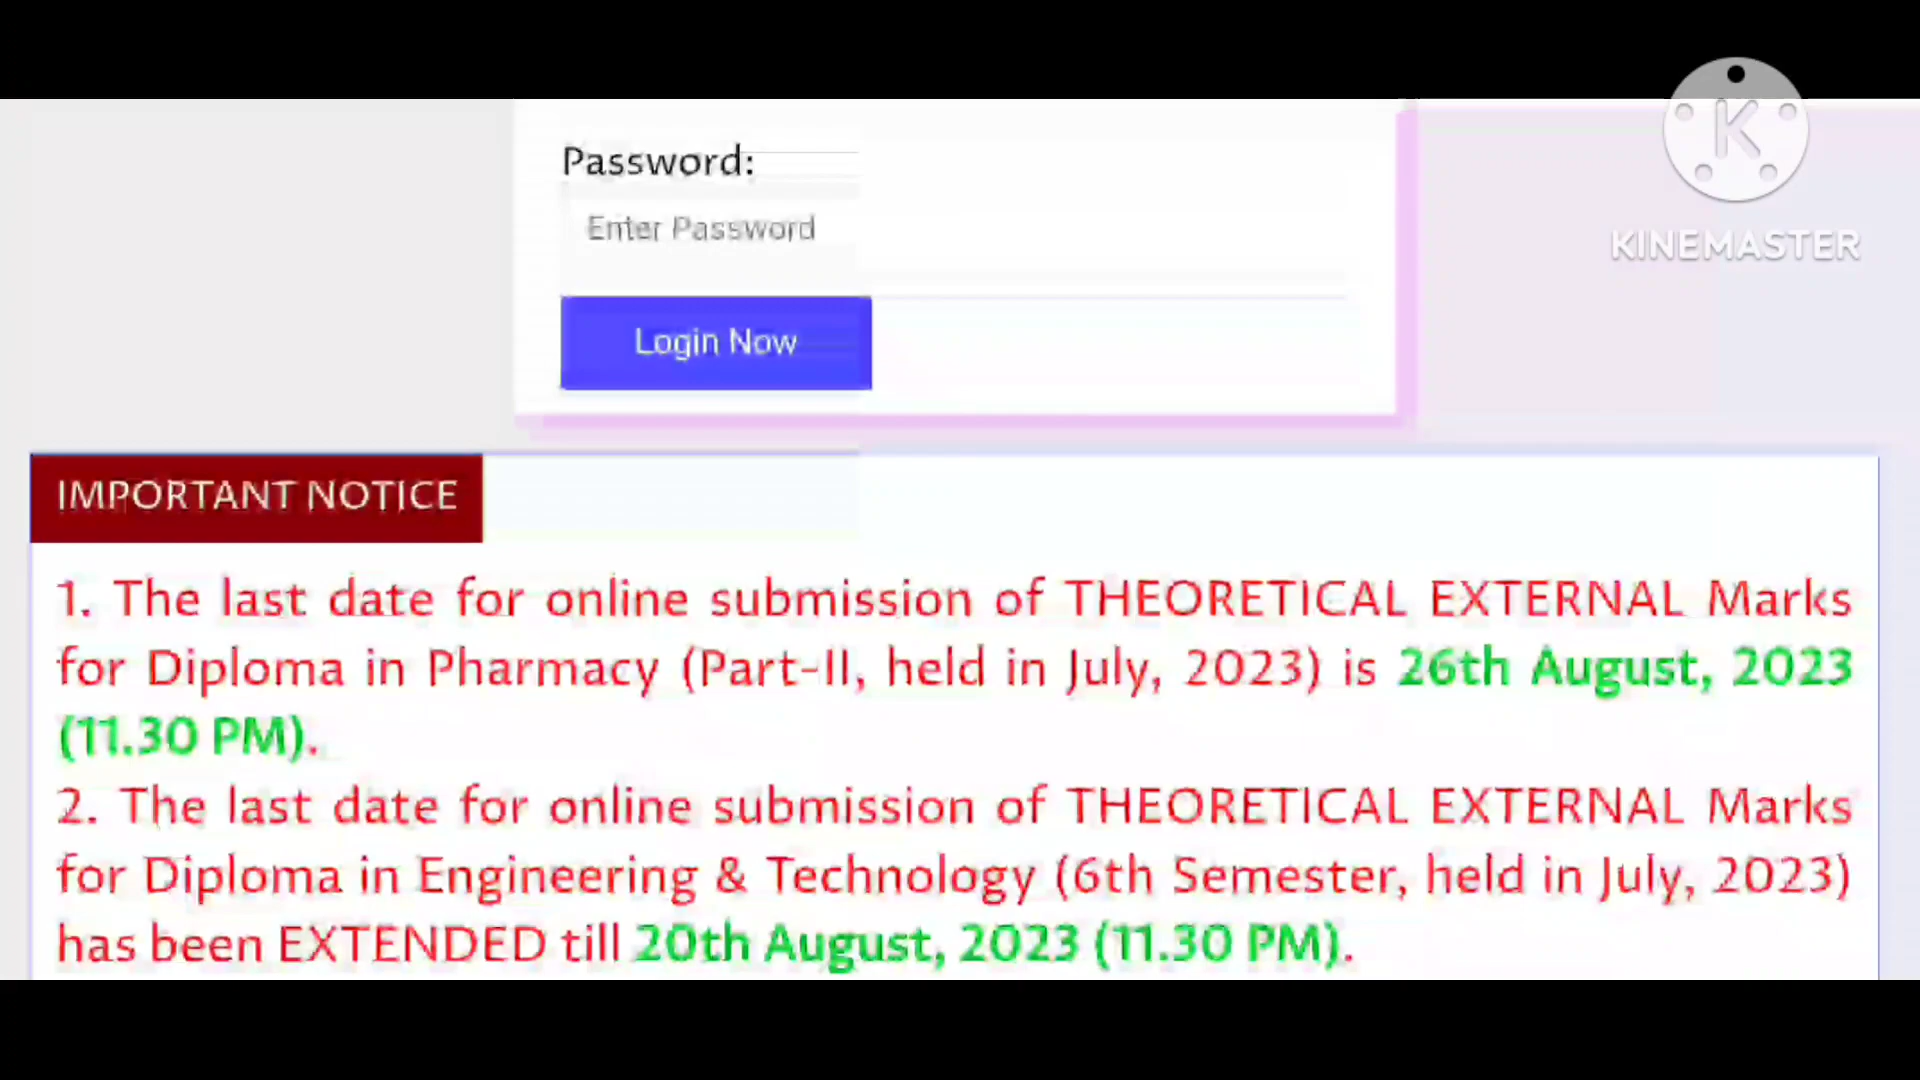 K
KINEMASTER
Password:
Enter Password
Login Now
IMPORTANT NOTICE
1. The last date for online submission of THEORETICAL EXTERNAL Marks
for Diploma in Pharmacy (Part-II, held in July, 2023) is 26th August, 2023
(11.30 PM).
2. The last date for online submission of THEORETICAL EXTERNAL Marks
for Diploma in Engineering & Technology (6th Semester, held in July, 2023)
has been EXTENDED till 20th August, 2023 (11.30 PM).